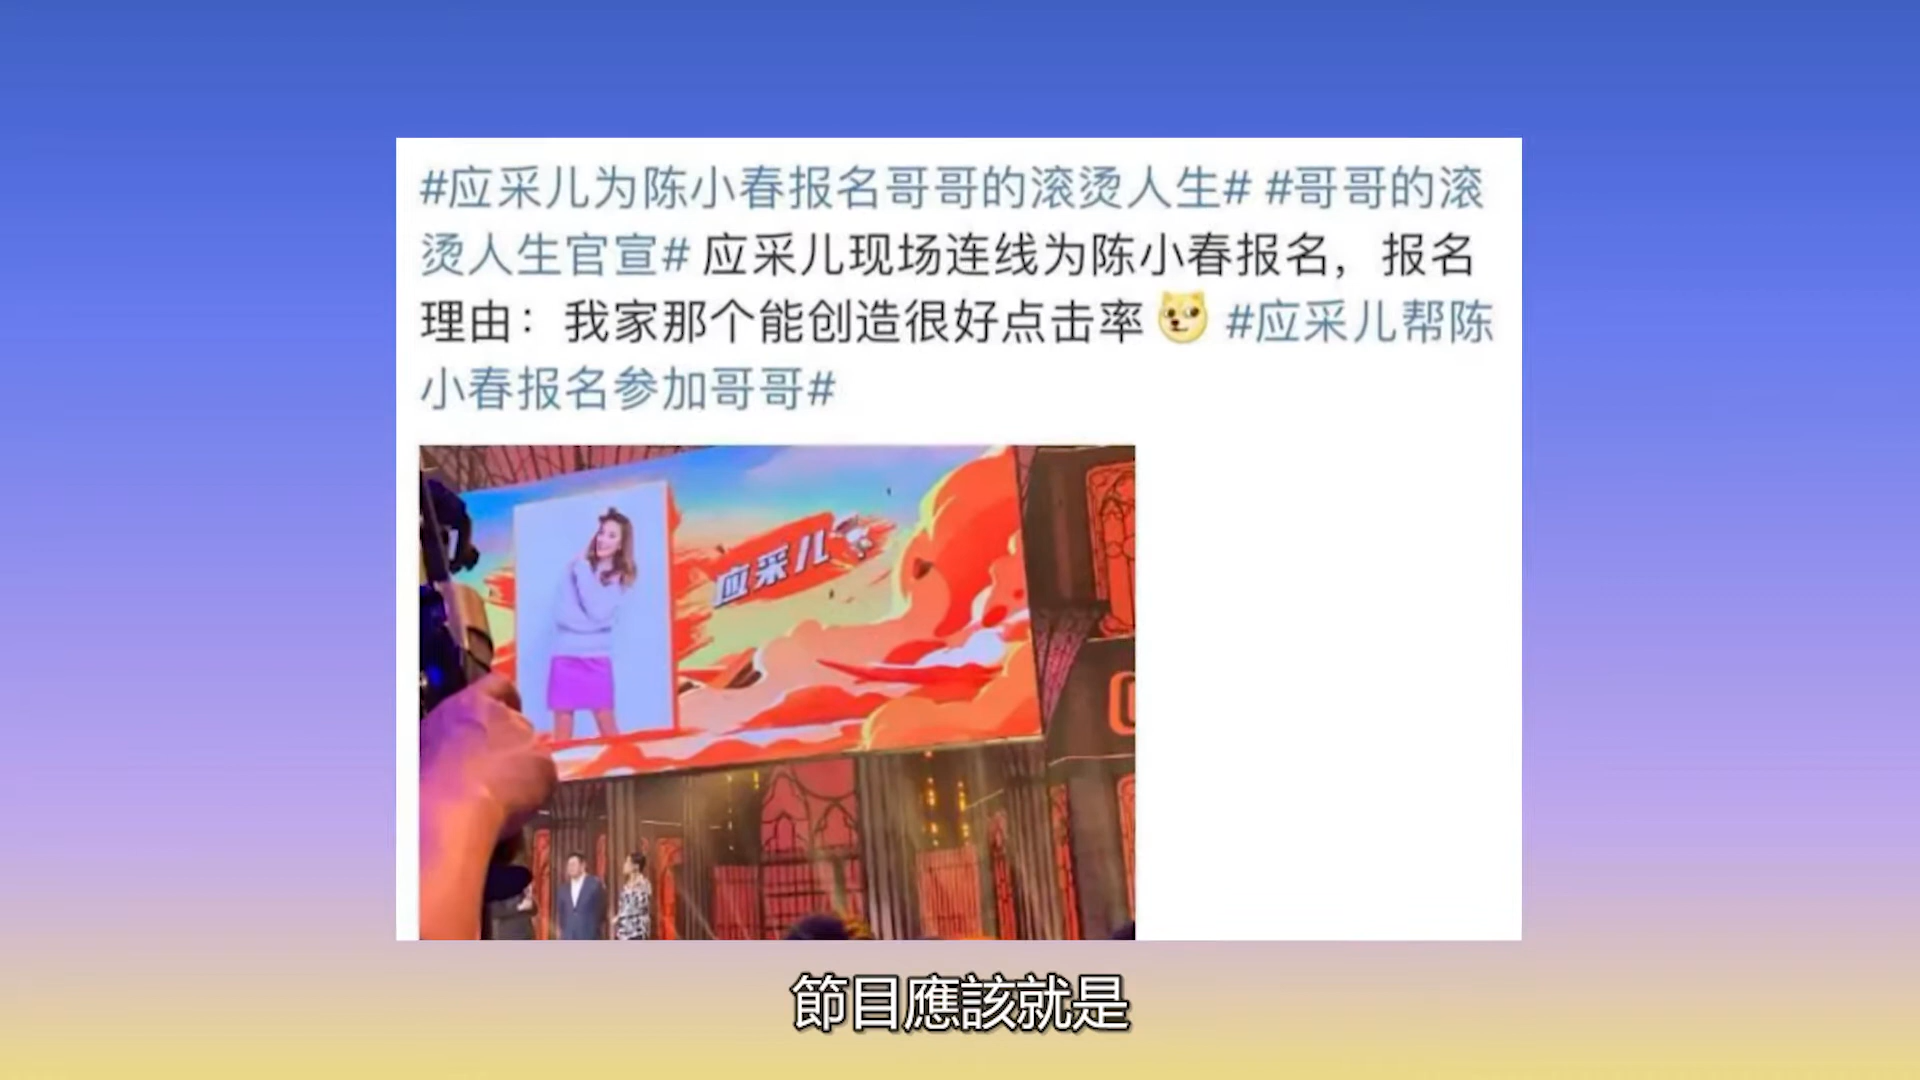 #应采儿为陈小春报名哥哥的滚烫人生# #哥哥的滚
烫人生官宣# 应采儿现场连线为陈小春报名，报名
理由：我家那个能创造很好点击率 #应采儿帮陈
小春报名参加哥哥#
应采儿
節目應該就是